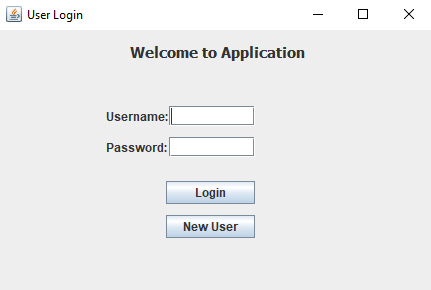 User Login
Welcome to Application
Username:
Password:
Login
New User